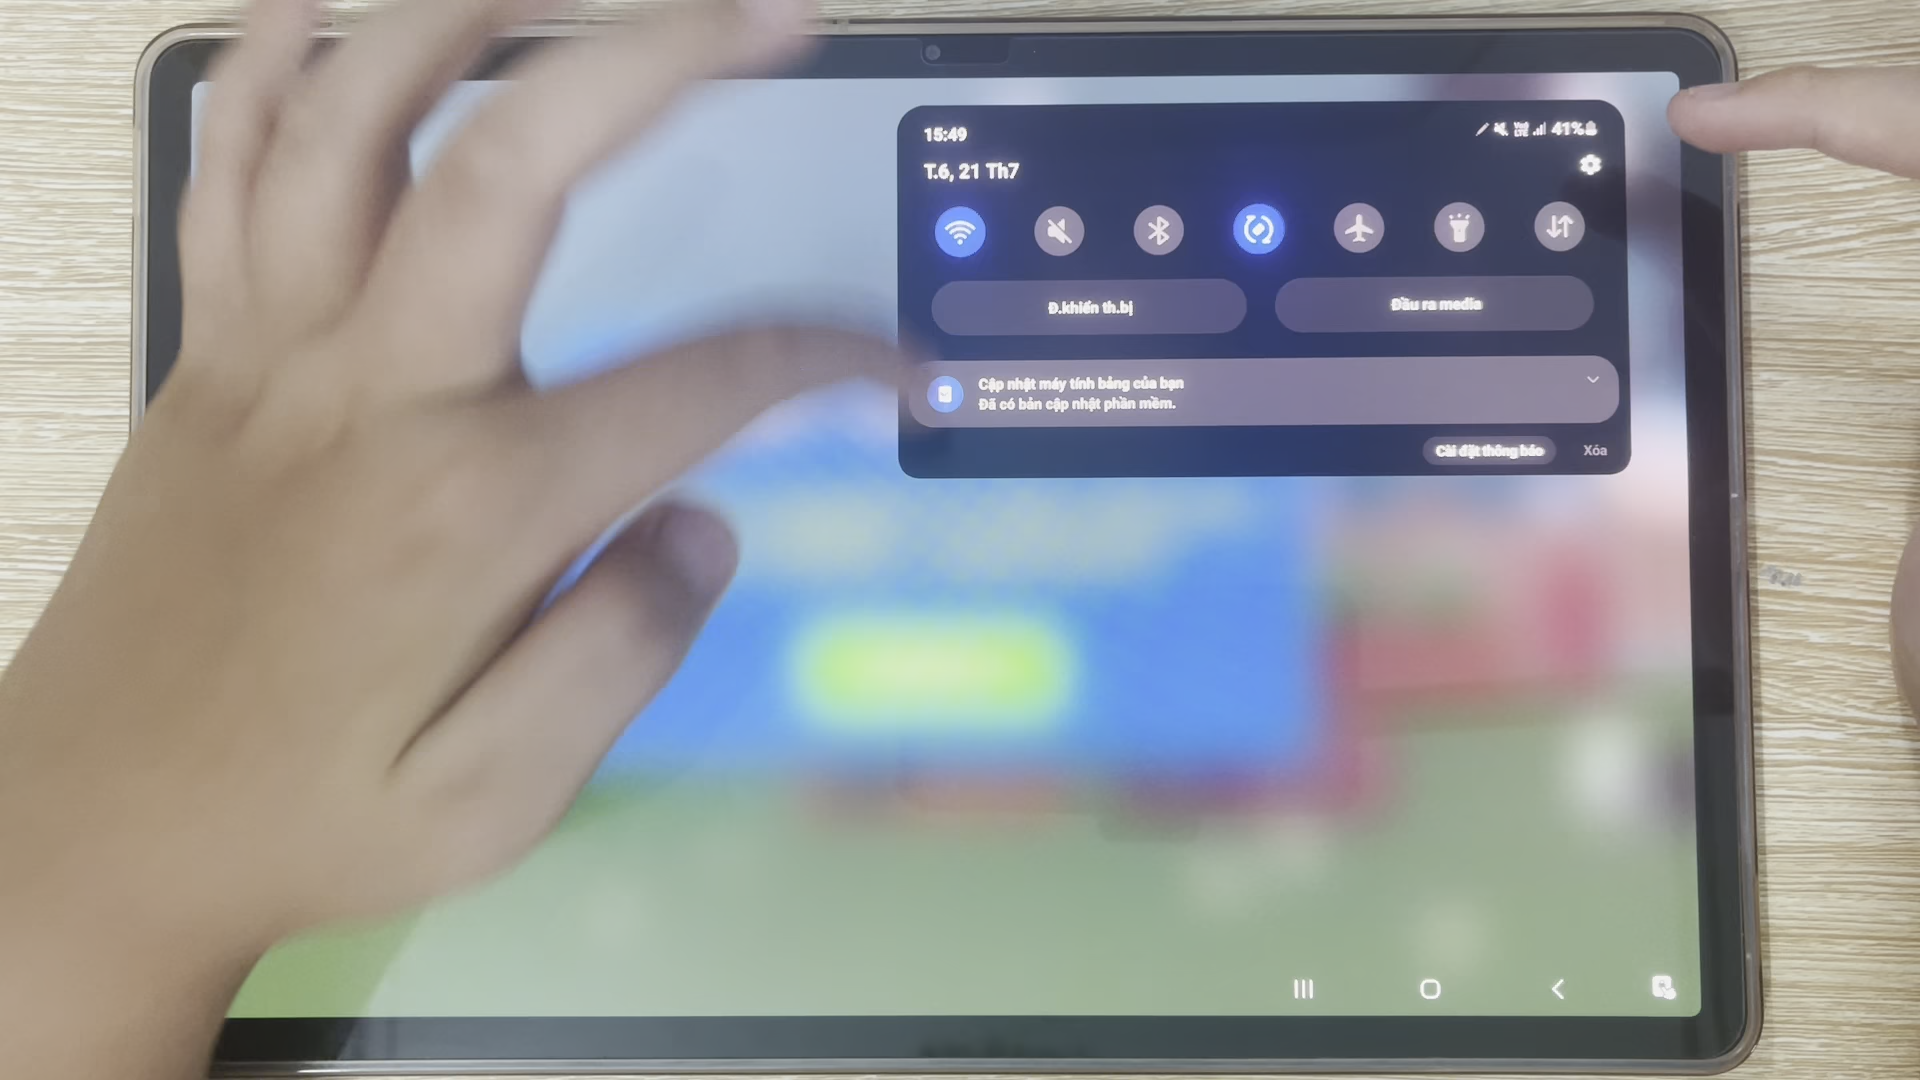 15:49
41%
T.6, 21 Th7
Đ.khiển th.bị
Đầu ra media
Cập nhật máy tính bảng của bạn
Đã có bản cập nhật phần mềm.
Cài đặt thông báo
Xóa